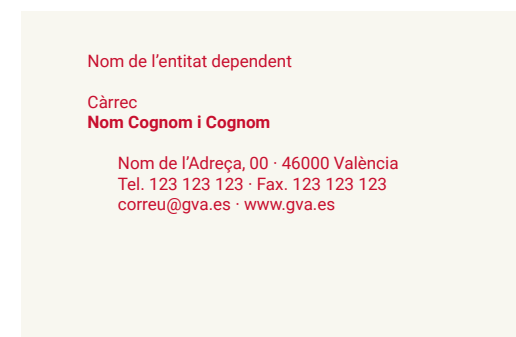 Nom de l’entitat dependent
Càrrec
Nom Cognom i Cognom
Nom de l’Adreça, 00 · 46000 València
Tel. 123 123 123 · Fax. 123 123 123
correu@gva.es · www.gva.es